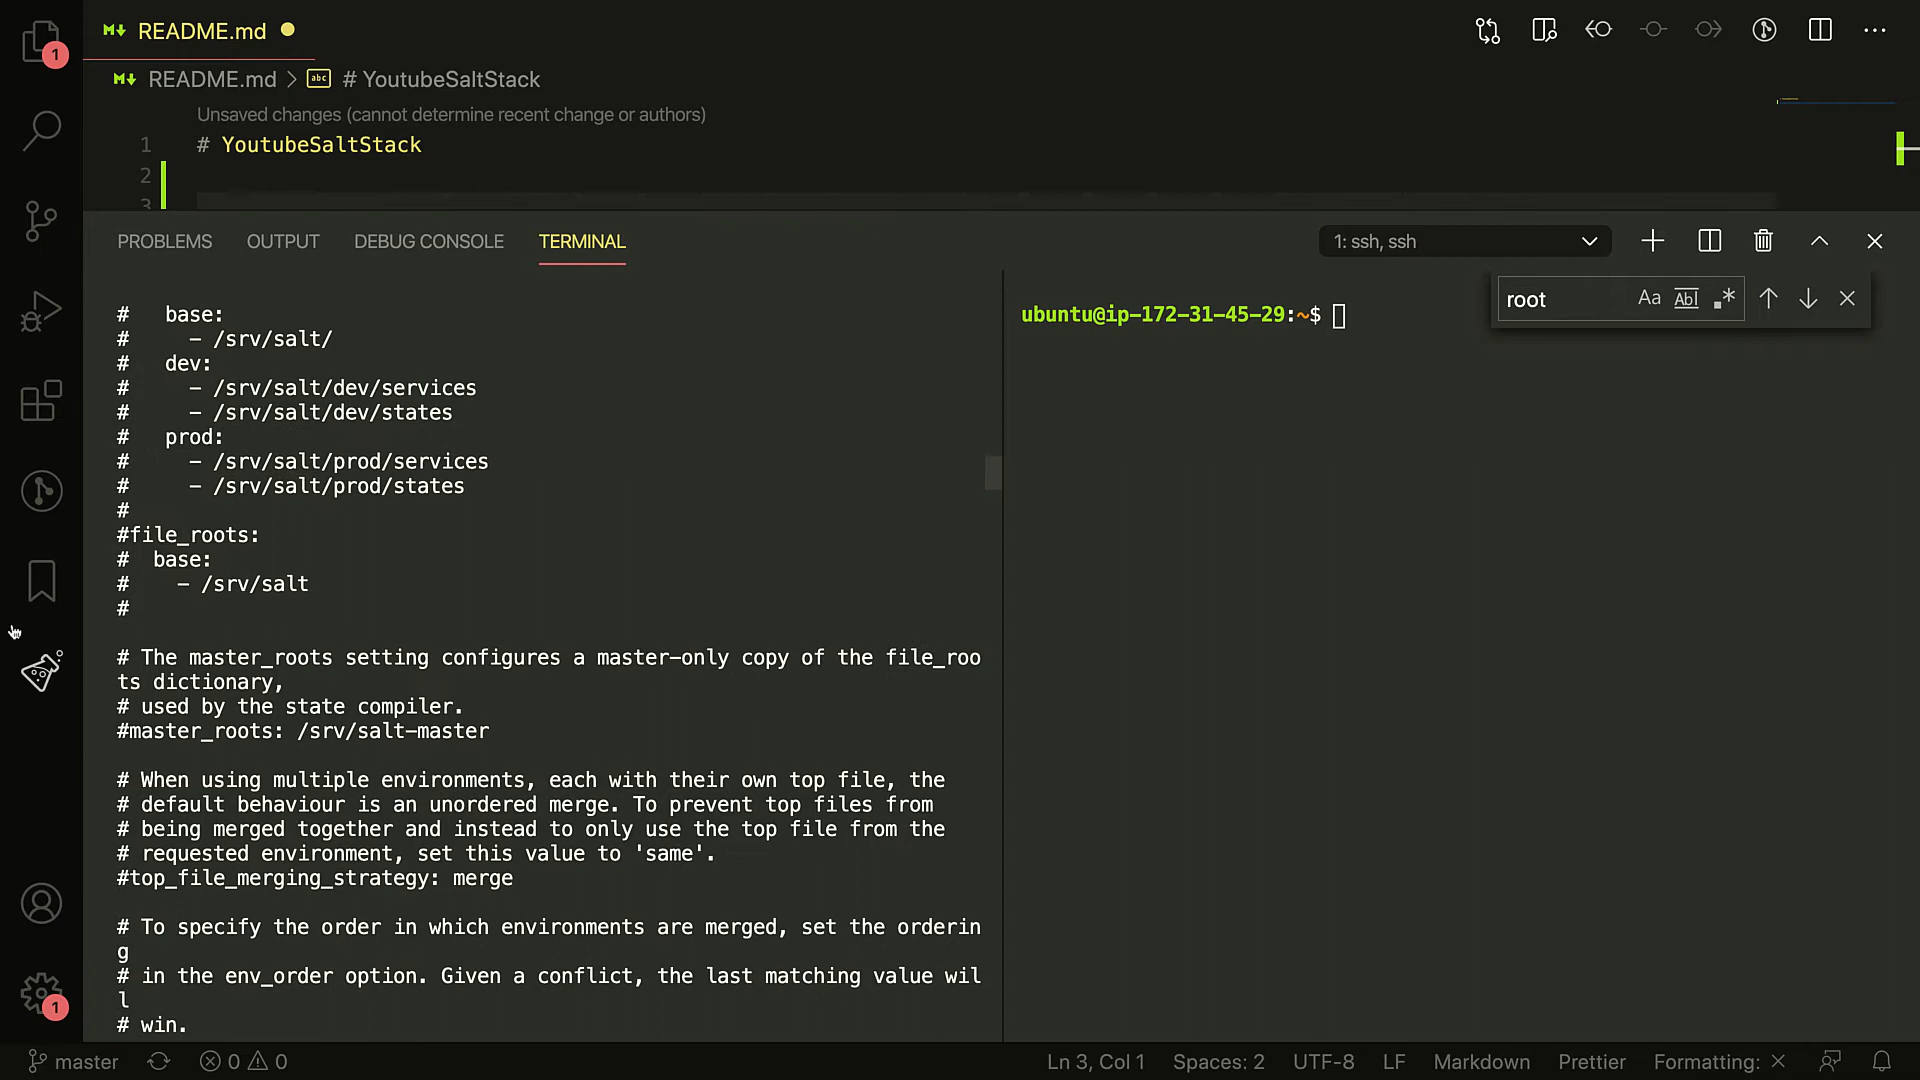 README.md
README.md > # YoutubeSaltStack
Unsaved changes (cannot determine recent change or authors)
1 # YoutubeSaltStack
2
3
PROBLEMS OUTPUT DEBUG CONSOLE TERMINAL
1: ssh, ssh
root
Aa Abl .*
#   base:
#     - /srv/salt/
#   dev:
#     - /srv/salt/dev/services
#     - /srv/salt/dev/states
#   prod:
#     - /srv/salt/prod/services
#     - /srv/salt/prod/states
#
#file_roots:
#  base:
#    - /srv/salt
#
# The master_roots setting configures a master-only copy of the file_roo
ts dictionary,
# used by the state compiler.
#master_roots: /srv/salt-master
# When using multiple environments, each with their own top file, the
# default behaviour is an unordered merge. To prevent top files from
# being merged together and instead to only use the top file from the
# requested environment, set this value to 'same'.
#top_file_merging_strategy: merge
# To specify the order in which environments are merged, set the orderin
g
# in the env_order option. Given a conflict, the last matching value wil
l
# win.
ubuntu@ip-172-31-45-29:~$
1
1
master 0 0
Ln 3, Col 1 Spaces: 2 UTF-8 LF Markdown Prettier Formatting: ×